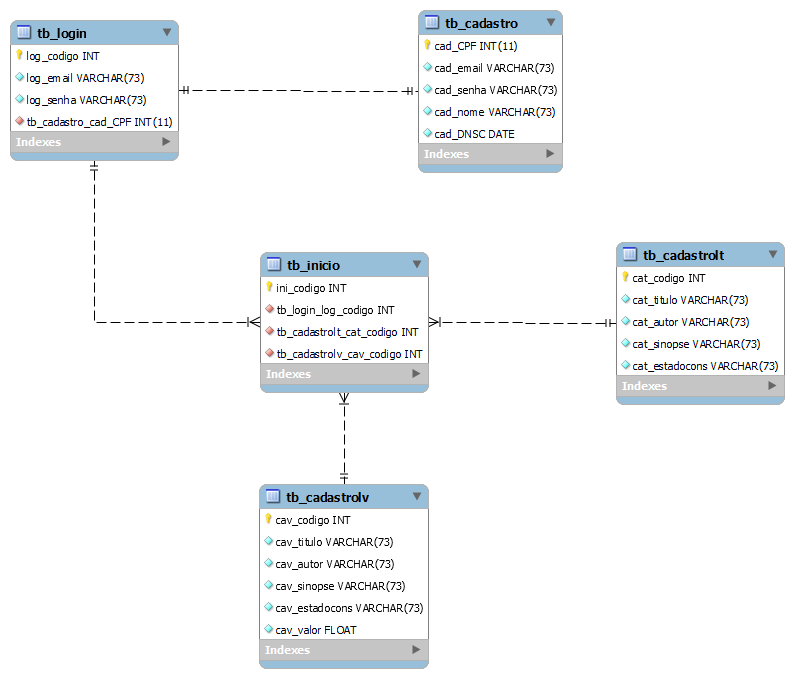 tb_login
log_codigo INT
log_email VARCHAR(73)
log_senha VARCHAR(73)
tb_cadastro_cad_CPF INT(11)
Indexes
tb_cadastro
cad_CPF INT(11)
cad_email VARCHAR(73)
cad_senha VARCHAR(73)
cad_nome VARCHAR(73)
cad_DNSC DATE
Indexes
tb_inicio
ini_codigo INT
tb_login_log_codigo INT
tb_cadastrolt_cat_codigo INT
tb_cadastrolv_cav_codigo INT
Indexes
tb_cadastrolt
cat_codigo INT
cat_titulo VARCHAR(73)
cat_autor VARCHAR(73)
cat_sinopse VARCHAR(73)
cat_estadocons VARCHAR(73)
Indexes
tb_cadastrolv
cav_codigo INT
cav_titulo VARCHAR(73)
cav_autor VARCHAR(73)
cav_sinopse VARCHAR(73)
cav_estadocons VARCHAR(73)
cav_valor FLOAT
Indexes